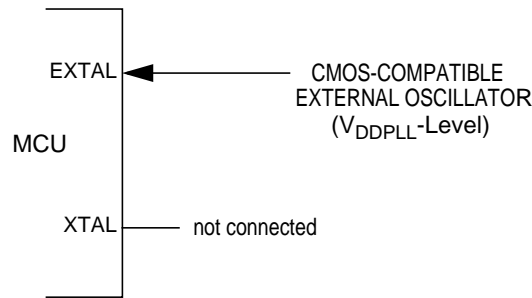 EXTAL
CMOS-COMPATIBLE
EXTERNAL OSCILLATOR
(VDDPLL-Level)
MCU
XTAL
not connected